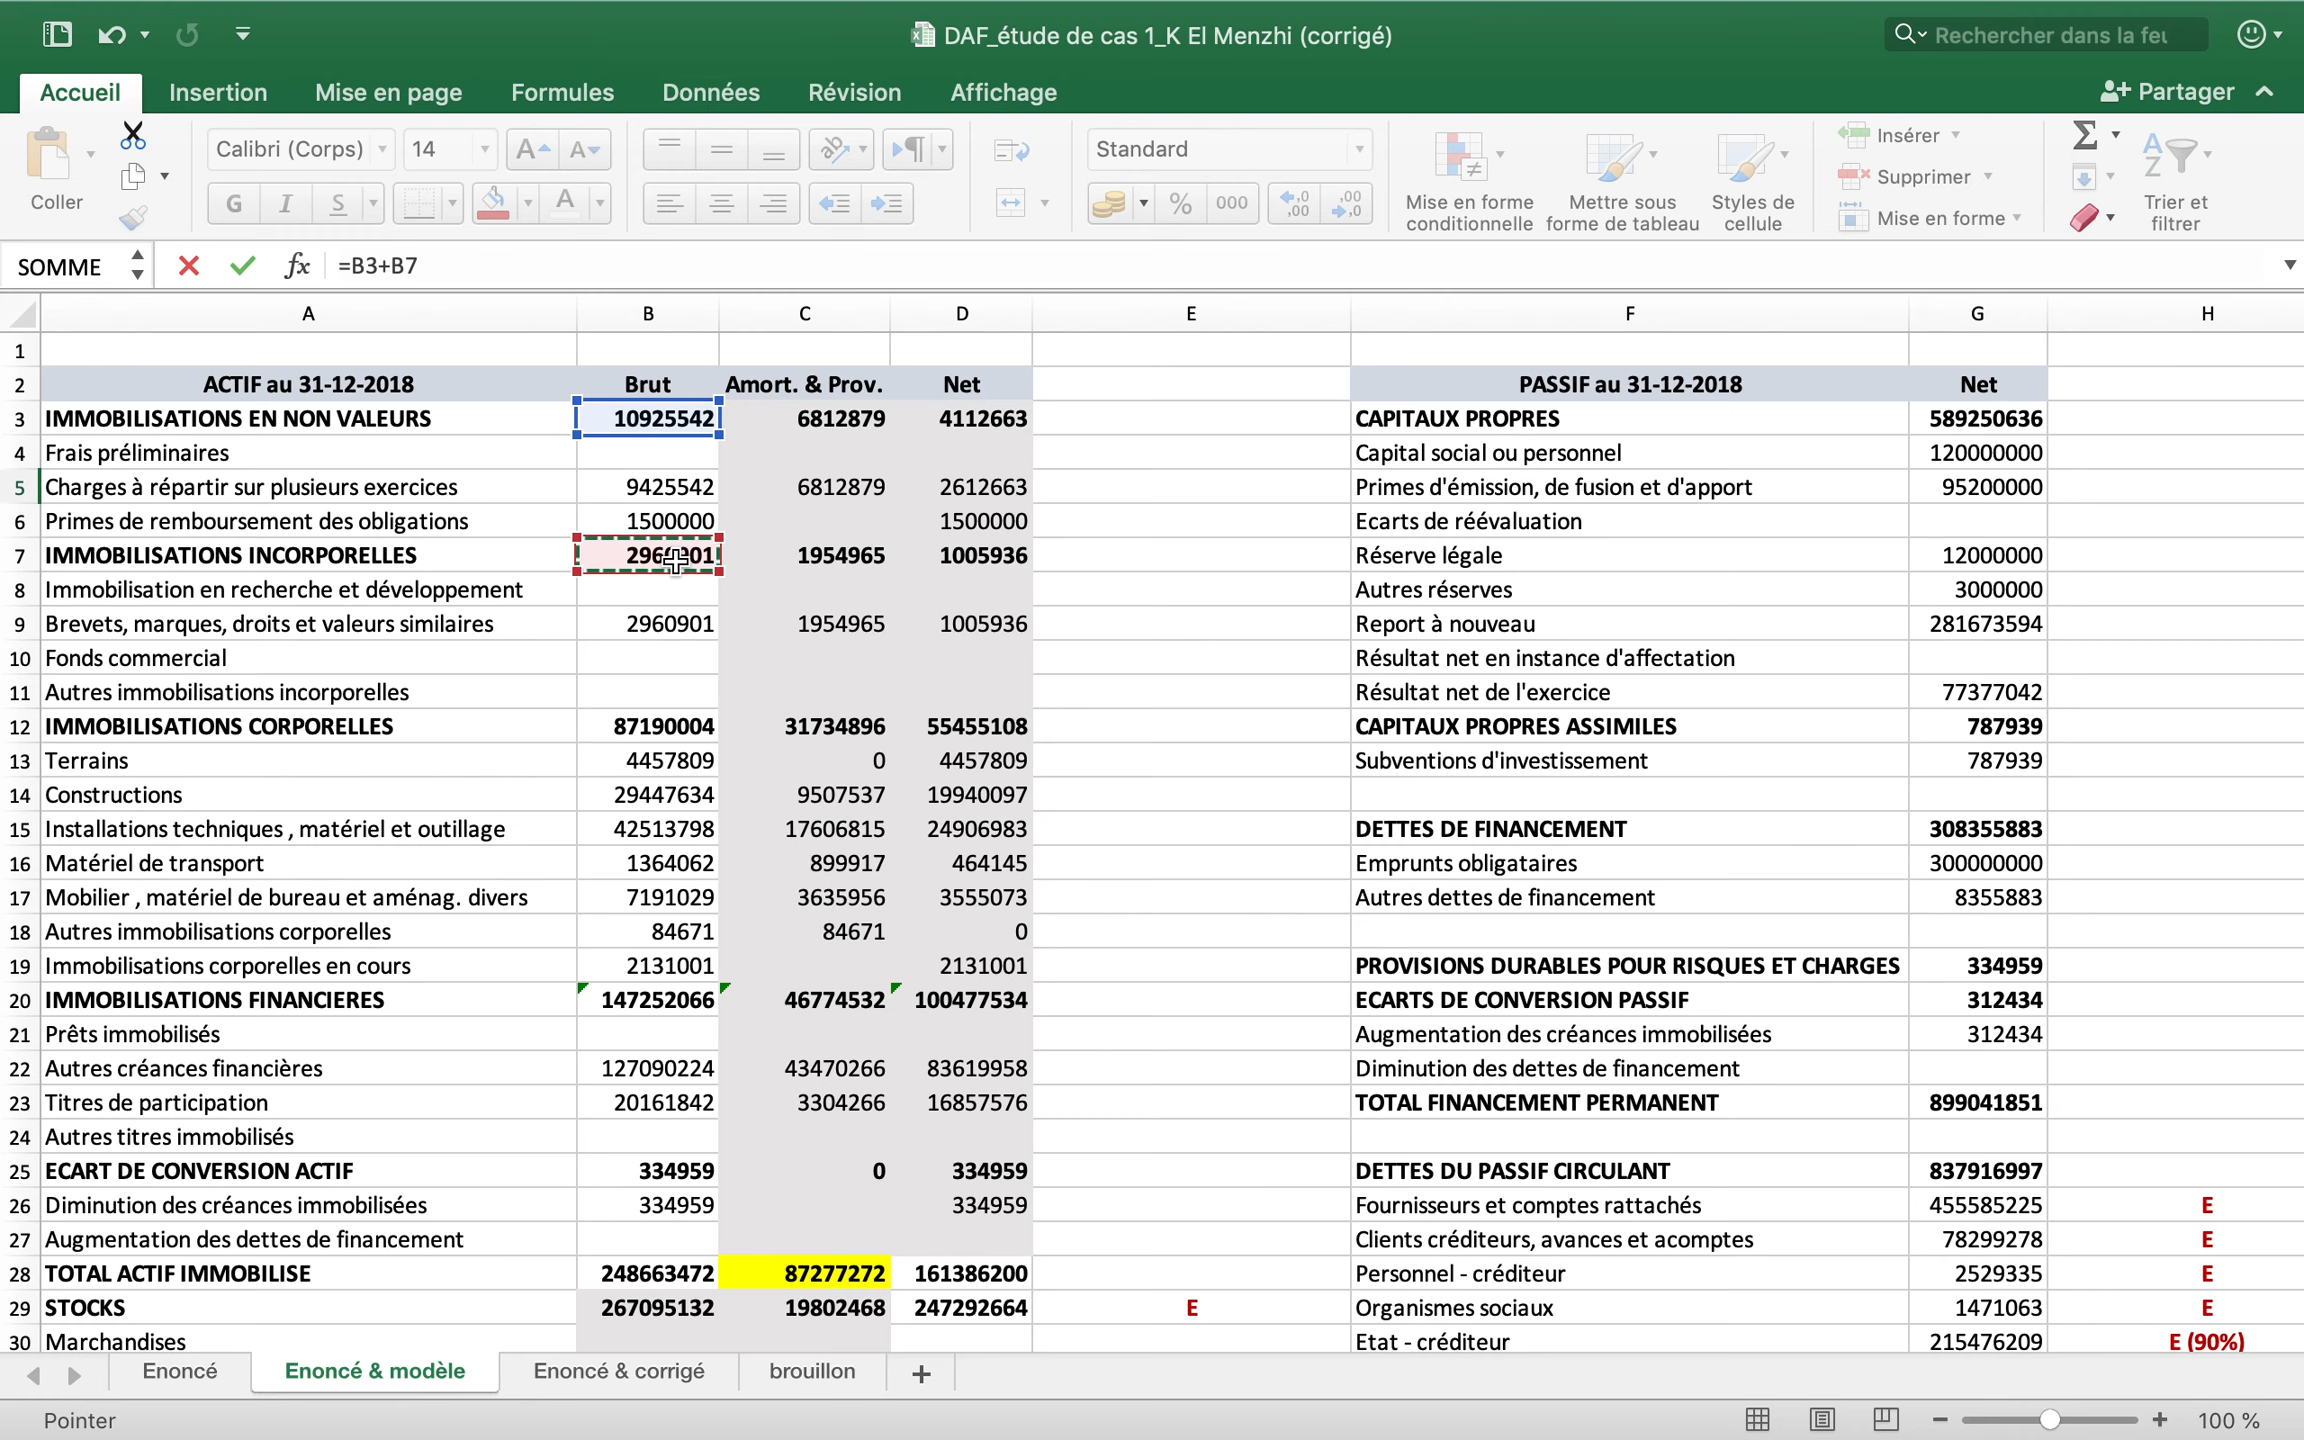 DAF_étude de cas 1_K El Menzhi (corrigé)
Rechercher dans la feu
Accueil Insertion Mise en page Formules Données Révision Affichage Partager
Coller
Calibri (Corps) 14
G I S
Standard
% 000
Mise en forme conditionnelle
Mettre sous forme de tableau
Styles de cellule
Insérer
Supprimer
Mise en forme
Trier et filtrer
SOMME fx =B3+B7
A B C D E F G H
1
2 ACTIF au 31-12-2018 Brut Amort. & Prov. Net PASSIF au 31-12-2018 Net
3 IMMOBILISATIONS EN NON VALEURS 10925542 6812879 4112663 CAPITAUX PROPRES 589250636
4 Frais préliminaires Capital social ou personnel 120000000
5 Charges à répartir sur plusieurs exercices 9425542 6812879 2612663 Primes d'émission, de fusion et d'apport 95200000
6 Primes de remboursement des obligations 1500000 1500000 Ecarts de réévaluation
7 IMMOBILISATIONS INCORPORELLES 1954965 1005936 Réserve légale 12000000
8 Immobilisation en recherche et développement Autres réserves 3000000
9 Brevets, marques, droits et valeurs similaires 2960901 1954965 1005936 Report à nouveau 281673594
10 Fonds commercial Résultat net en instance d'affectation
11 Autres immobilisations incorporelles Résultat net de l'exercice 77377042
12 IMMOBILISATIONS CORPORELLES 87190004 31734896 55455108 CAPITAUX PROPRES ASSIMILES 787939
13 Terrains 4457809 0 4457809 Subventions d'investissement 787939
14 Constructions 29447634 9507537 19940097
15 Installations techniques , matériel et outillage 42513798 17606815 24906983 DETTES DE FINANCEMENT 308355883
16 Matériel de transport 1364062 899917 464145 Emprunts obligataires 300000000
17 Mobilier , matériel de bureau et aménag. divers 7191029 3635956 3555073 Autres dettes de financement 8355883
18 Autres immobilisations corporelles 84671 84671 0
19 Immobilisations corporelles en cours 2131001 2131001 PROVISIONS DURABLES POUR RISQUES ET CHARGES 334959
20 IMMOBILISATIONS FINANCIERES 147252066 46774532 100477534 ECARTS DE CONVERSION PASSIF 312434
21 Prêts immobilisés Augmentation des créances immobilisées 312434
22 Autres créances financières 127090224 43470266 83619958 Diminution des dettes de financement
23 Titres de participation 20161842 3304266 16857576 TOTAL FINANCEMENT PERMANENT 899041851
24 Autres titres immobilisés
25 ECART DE CONVERSION ACTIF 334959 0 334959 DETTES DU PASSIF CIRCULANT 837916997
26 Diminution des créances immobilisées 334959 334959 Fournisseurs et comptes rattachés 455585225 E
27 Augmentation des dettes de financement Clients créditeurs, avances et acomptes 78299278 E
28 TOTAL ACTIF IMMOBILISE 248663472 87277272 161386200 Personnel - créditeur 2529335 E
29 STOCKS 267095132 19802468 247292664 E Organismes sociaux 1471063 E
30 Marchandises Etat - créditeur 215476209 E (90%)
Enoncé Enoncé & modèle Enoncé & corrigé brouillon +
Pointer 100 %